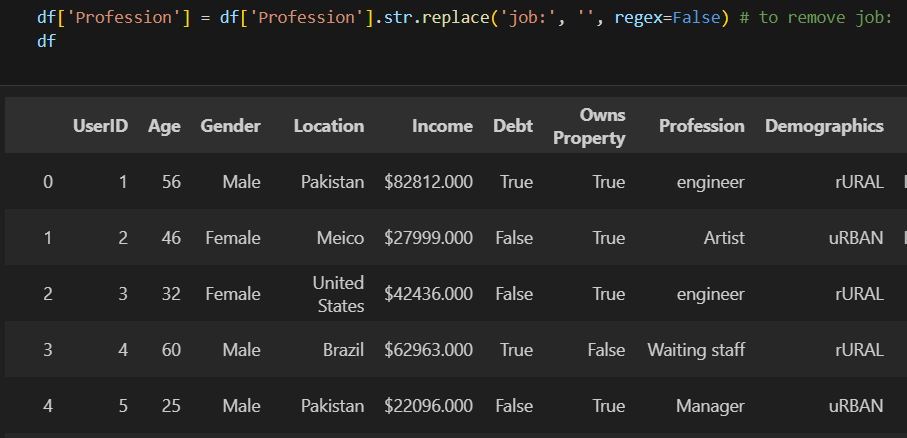 df['Profession'] = df['Profession'].str.replace('job:', '', regex=False) # to remove job:
df
UserID Age Gender Location Income Debt Owns Property Profession Demographics
0 1 56 Male Pakistan $82812.000 True True engineer rURAL
1 2 46 Female Meico $27999.000 False True Artist uRBAN
2 3 32 Female United States $42436.000 False True engineer rURAL
3 4 60 Male Brazil $62963.000 True False Waiting staff rURAL
4 5 25 Male Pakistan $22096.000 False True Manager uRBAN